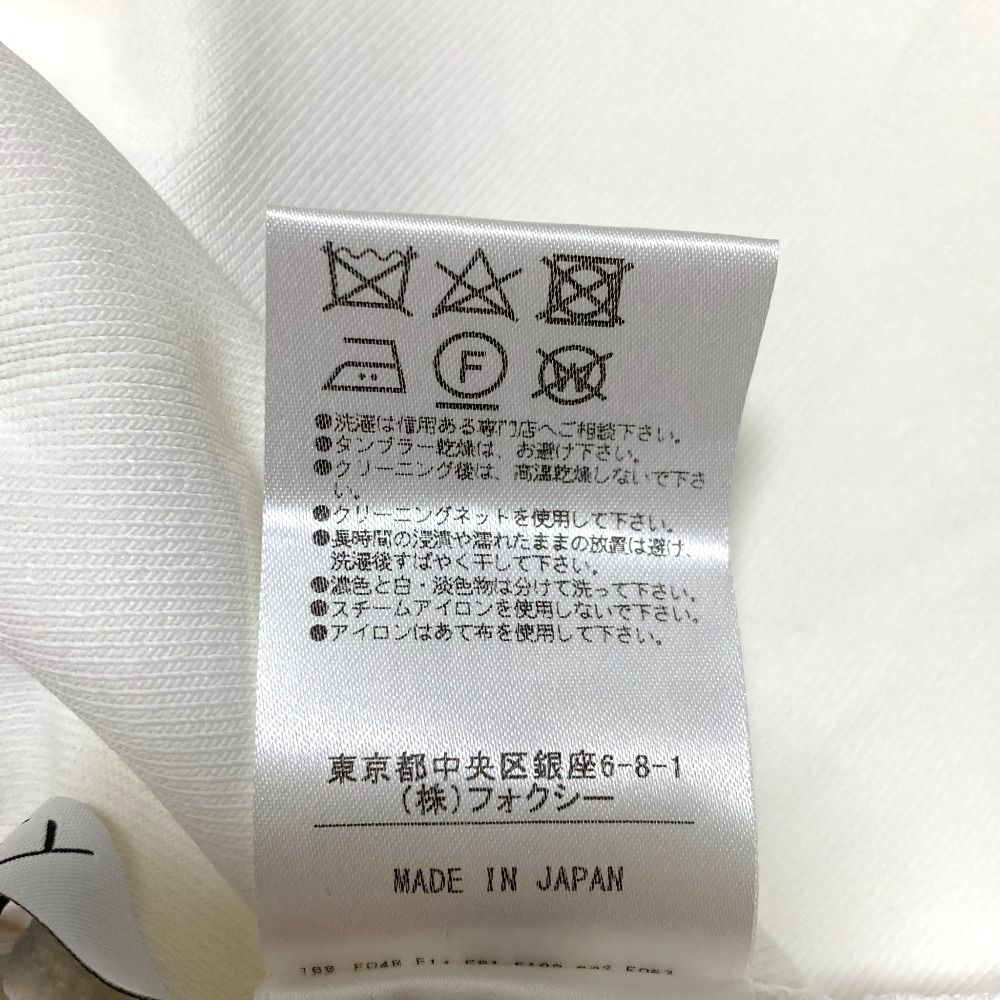 F
W
●洗濯は信用ある専門店へご相談下さい。
●タンブラー乾燥は、お避け下さい。
●クリーニング後は、高温乾燥しないで下さ
い。
●クリーニングネットを使用して下さい。
●長時間の浸漬や濡れたままの放置は避け、
洗濯後すばやく干して下さい。
●濃色と白・淡色物は分けて洗って下さい。
●スチームアイロンを使用しないで下さい。
●アイロンはあて布を使用して下さい。
東京都中央区銀座6-8-1
(株)フォクシー
MADE IN JAPAN